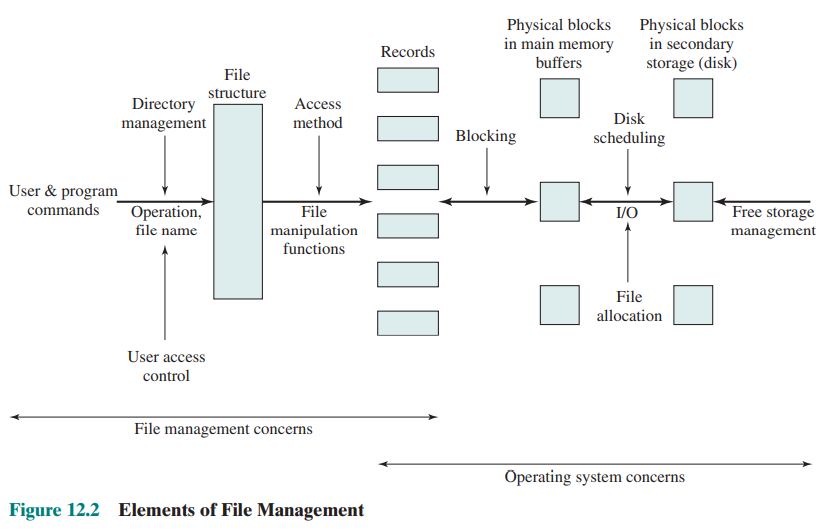 Physical blocks
in main memory
buffers
Physical blocks
in secondary
storage (disk)
Records
File
structure
Directory
management
Access
method
Blocking
Disk
scheduling
User & program
commands
Operation,
file name
File
manipulation
functions
I/O
Free storage
management
File
allocation
User access
control
File management concerns
Operating system concerns
Figure 12.2 Elements of File Management